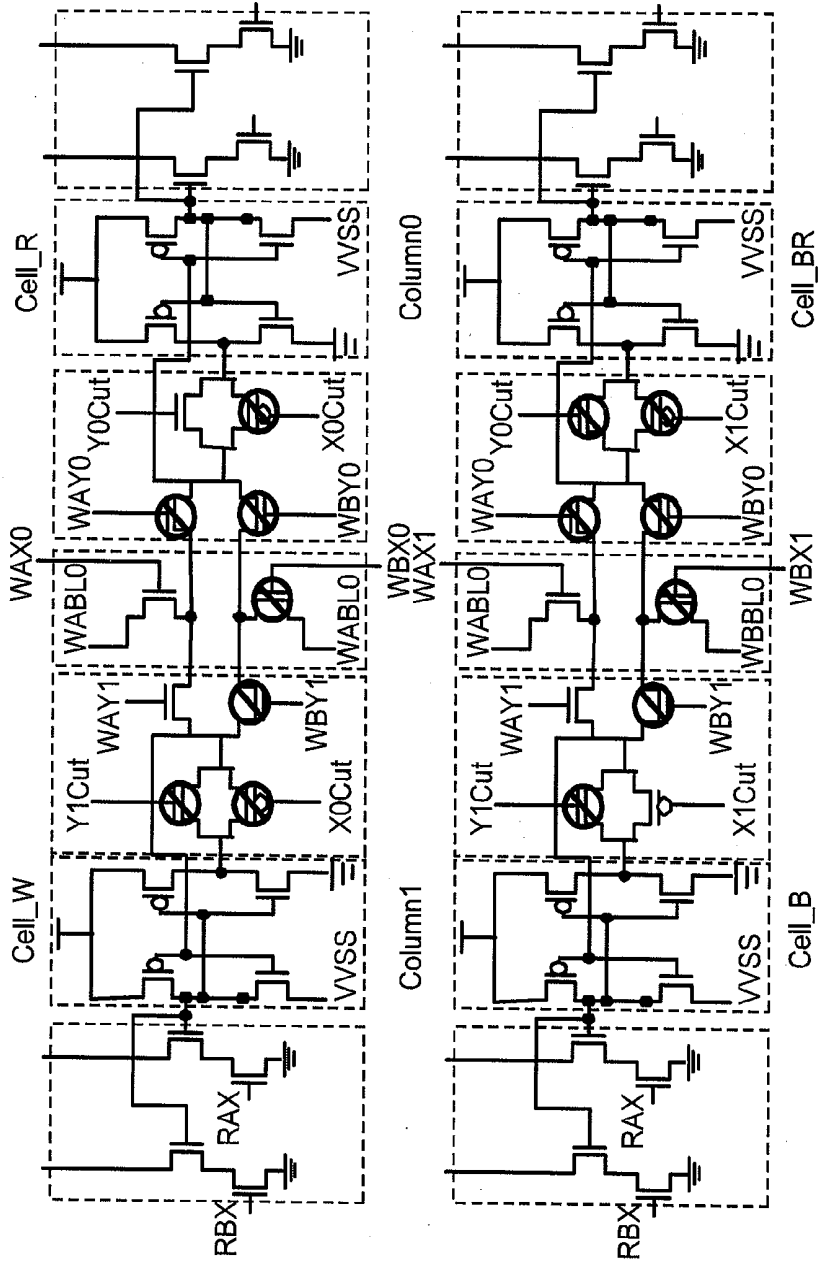 Cell_R
VVSS
Y0Cut
X0Cut
WAY0
WBY0
WAX0
WABL0
WABL0
WBX0
WAY1
WBY1
Y1Cut
X0Cut
Cell_W
VVSS
RAX
RBX
Column0
Column1
VVSS
Cell_BR
Y0Cut
X1Cut
WAY0
WBY0
WAX1
WABL0
WBBL0
WBX1
WAY1
WBY1
Y1Cut
X1Cut
VVSS
Cell_B
RAX
RBX